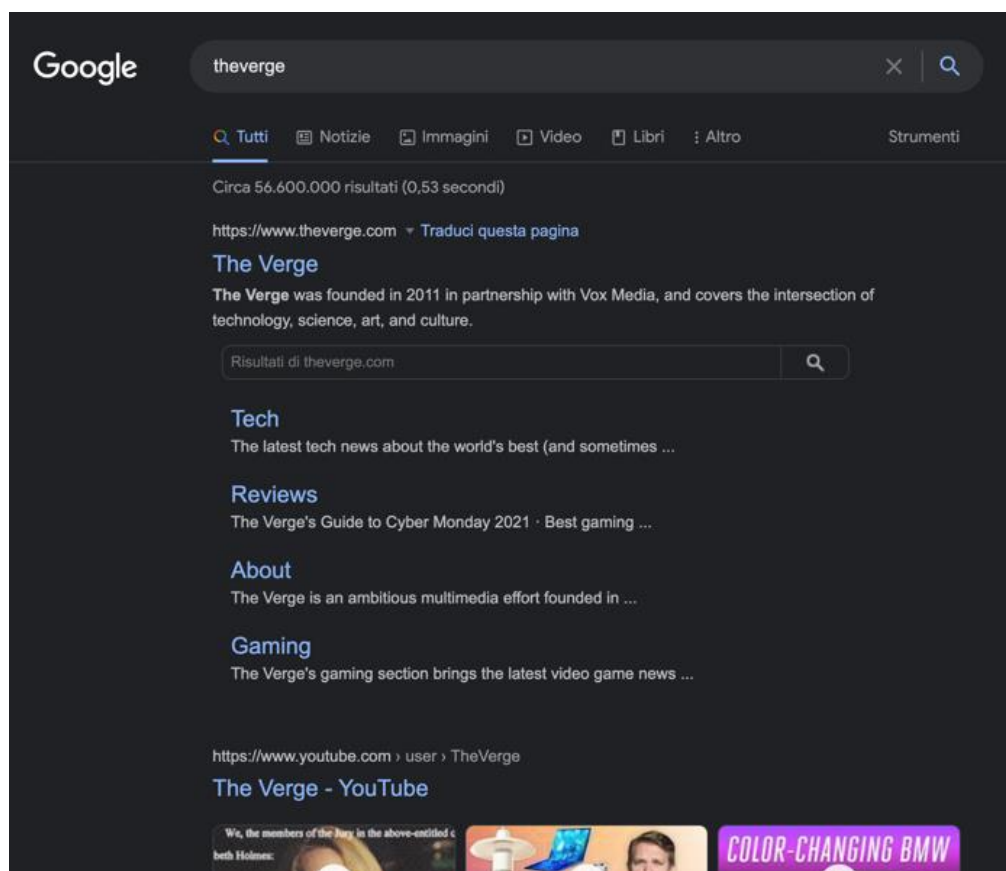 Google
theverge
Tutti Notizie Immagini Video Libri Altro Strumenti
Circa 56.600.000 risultati (0,53 secondi)
https://www.theverge.com Traduci questa pagina
The Verge
The Verge was founded in 2011 in partnership with Vox Media, and covers the intersection of
technology, science, art, and culture.
Risultati di theverge.com
Tech
The latest tech news about the world's best (and sometimes ...
Reviews
The Verge's Guide to Cyber Monday 2021 · Best gaming ...
About
The Verge is an ambitious multimedia effort founded in ...
Gaming
The Verge's gaming section brings the latest video game news ...
https://www.youtube.com › user › TheVerge
The Verge - YouTube
We, the members of the Jury in the above-entitled c
beth Holmes:
COLOR-CHANGING BMW